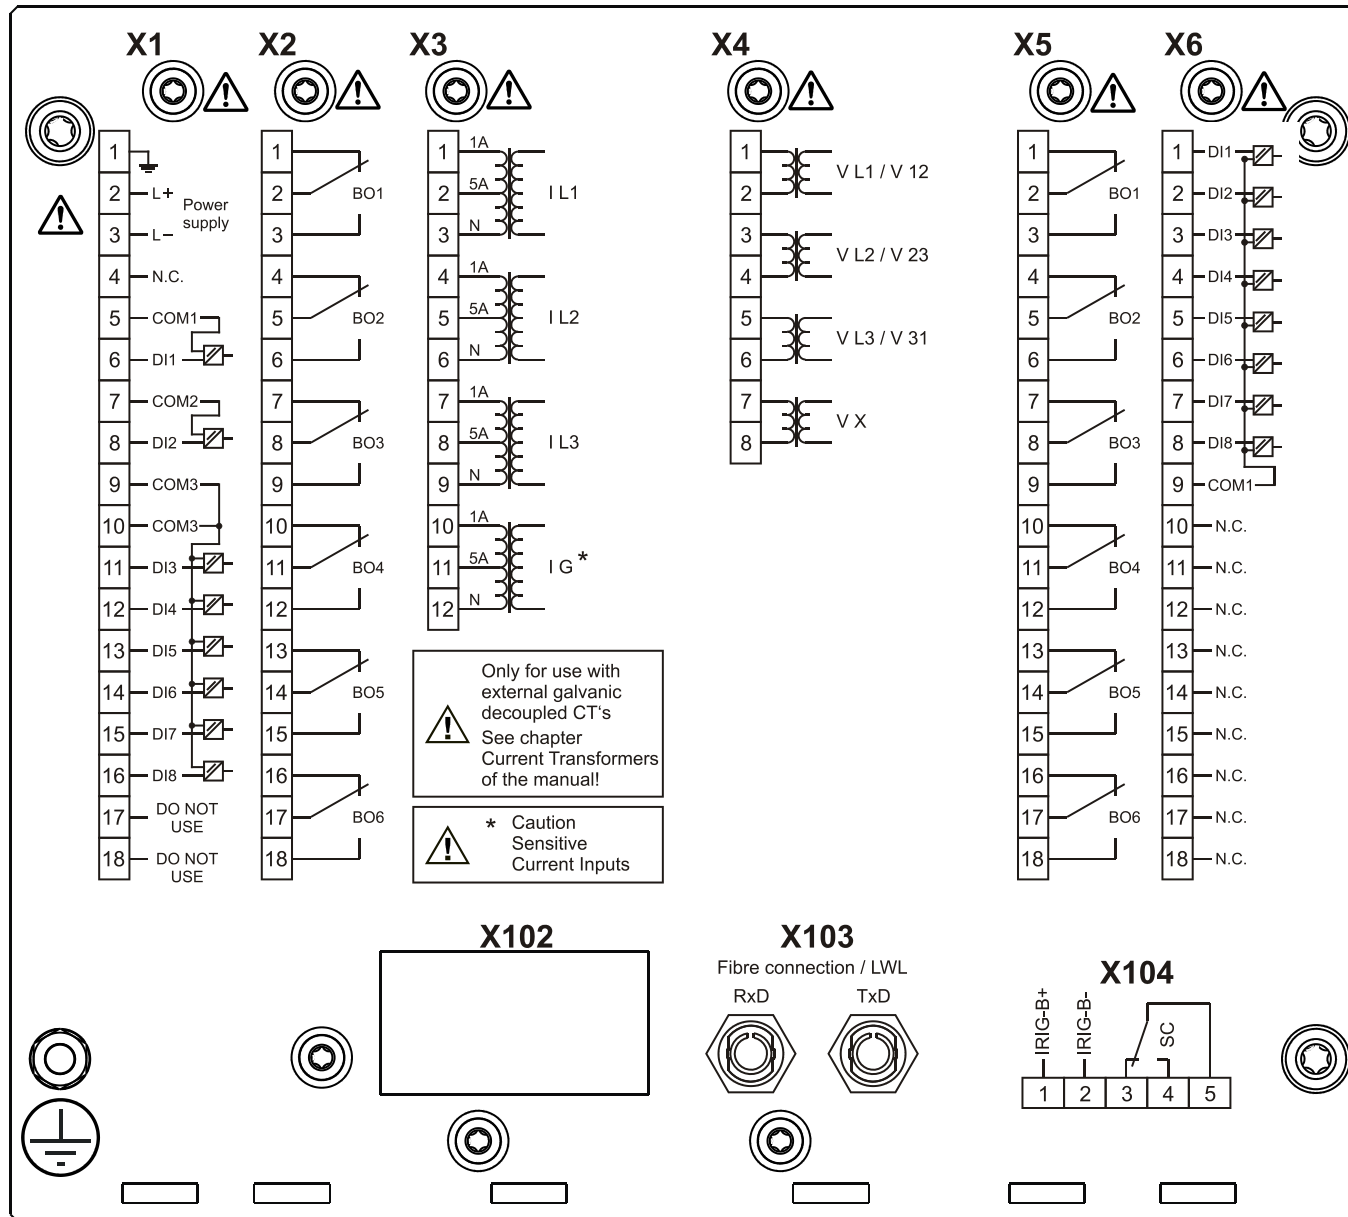 X1 X2 X3 X4 X5 X6
1
2 L+
3 L−
Power
supply
4 N.C.
5 COM1
6 DI1
7 COM2
8 DI2
9 COM3
10 COM3
11 DI3
12 DI4
13 DI5
14 DI6
15 DI7
16 DI8
17 DO NOT
USE
18 DO NOT
USE
1
2 BO1
3
4
5 BO2
6
7
8 BO3
9
10
11 BO4
12
13
14 BO5
15
16
17 BO6
18
1 1A
2 5A I L1
3 N
4 1A
5 5A I L2
6 N
7 1A
8 5A I L3
9 N
10 1A
11 5A I G *
12 N
Only for use with
external galvanic
decoupled CT‘s
See chapter
Current Transformers
of the manual!
* Caution
Sensitive
Current Inputs
1
V L1 / V 12
2
3
V L2 / V 23
4
5
V L3 / V 31
6
7
V X
8
1
2 BO1
3
4
5 BO2
6
7
8 BO3
9
10
11 BO4
12
13
14 BO5
15
16
17 BO6
18
1 DI1
2 DI2
3 DI3
4 DI4
5 DI5
6 DI6
7 DI7
8 DI8
9 COM1
10 N.C.
11 N.C.
12 N.C.
13 N.C.
14 N.C.
15 N.C.
16 N.C.
17 N.C.
18 N.C.
X102
X103
Fibre connection / LWL
RxD TxD
X104
IRIG-B+
IRIG-B-
SC
1 2 3 4 5